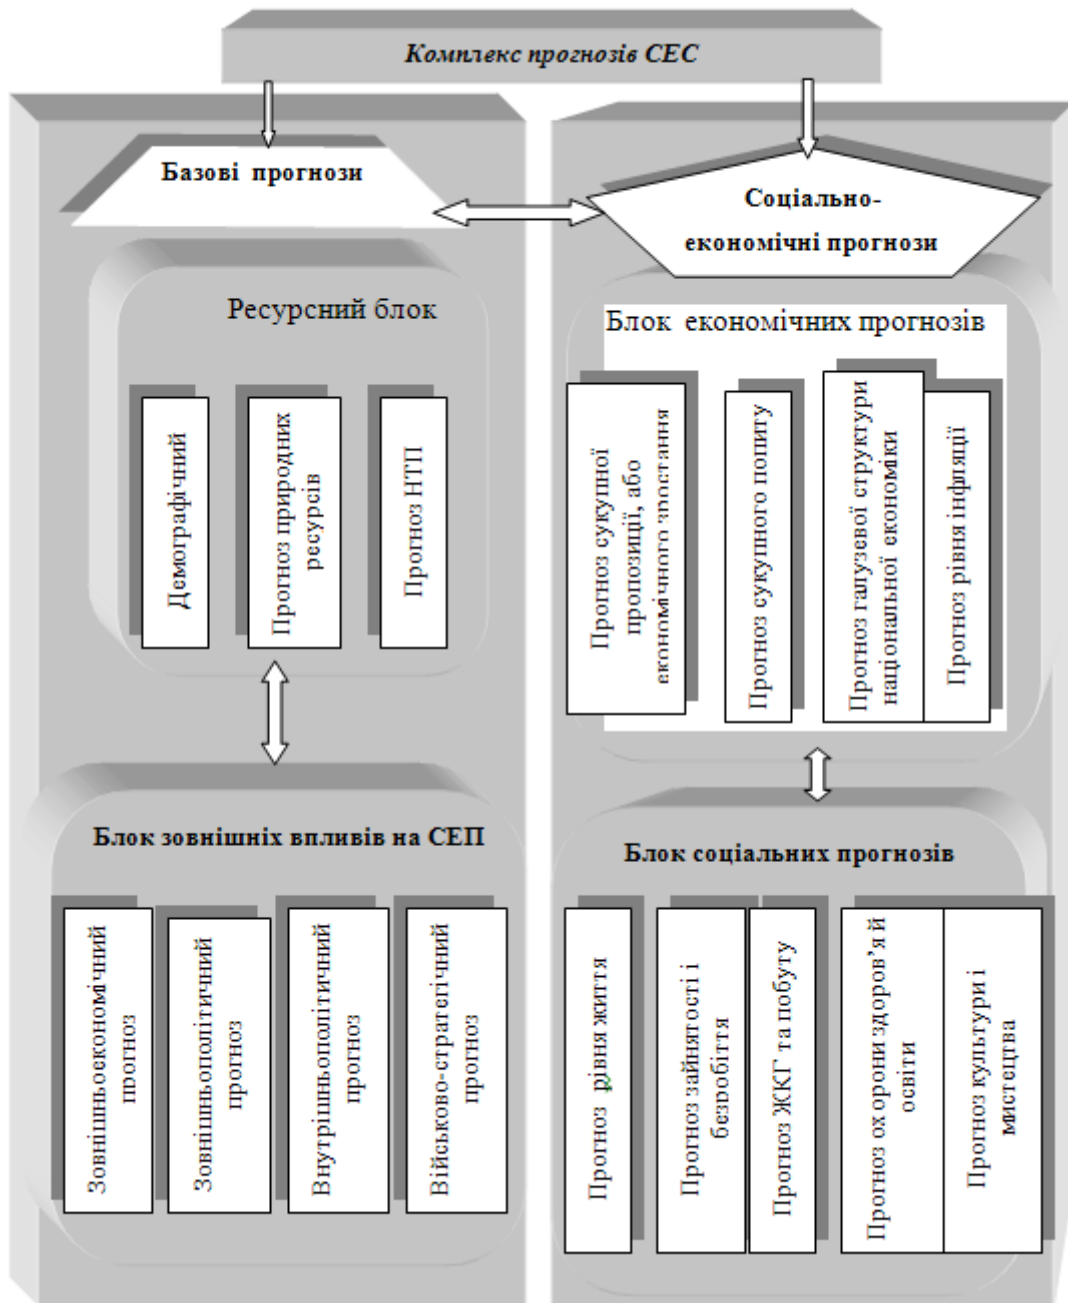 Комплекс прогнозів СЕС
Базові прогнози
Соціально-
економічні прогнози
Ресурсний блок
Демографічний
Прогноз природних
ресурсів
Прогноз НТП
Блок економічних прогнозів
Прогноз сукупної
пропозиції, або
економічного зростання
Прогноз сукупного попиту
Прогноз галузевої структури
національної економіки
Прогноз рівня інфляції
Блок зовнішніх впливів на СЕП
Зовнішньоекономічний
прогноз
Зовнішньополітичний
прогноз
Внутрішньополітичний
прогноз
Військово-стратегічний
прогноз
Блок соціальних прогнозів
Прогноз рівня життя
Прогноз зайнятості і
безробіття
Прогноз ЖКГ та побуту
Прогноз охорони здоров’я й
освіти
Прогноз культури і
мистецтва